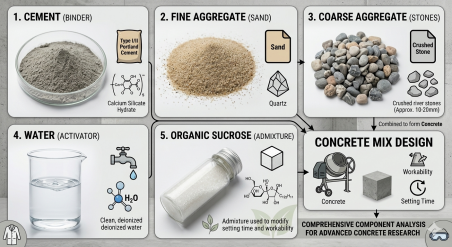 1. CEMENT (BINDER)
Type I/II
Portland
Cement
Calcium Silicate
Hydrate
2. FINE AGGREGATE (SAND)
Sand
Quartz
3. COARSE AGGREGATE (STONES)
Crushed
Stone
Crushed river stones
(Approx. 10-20mm)
Combined to form Concrete
4. WATER (ACTIVATOR)
H₂O
Clean, deionized
deionized water
5. ORGANIC SUCROSE (ADMIXTURE)
Admixture used to modify
setting time and workability
CONCRETE MIX DESIGN
Workability
Concrete
Setting Time
COMPREHENSIVE COMPONENT ANALYSIS
FOR ADVANCED CONCRETE RESEARCH